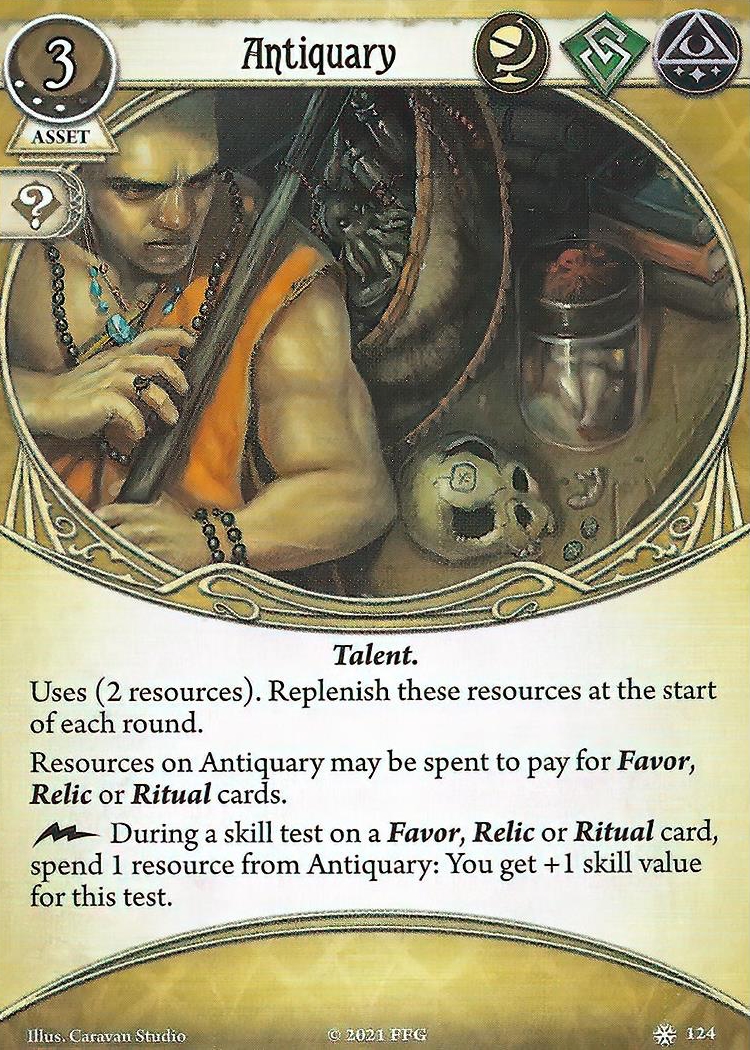 3
Antiquary
ASSET
?
Talent.
Uses (2 resources). Replenish these resources at the start
of each round.
Resources on Antiquary may be spent to pay for Favor,
Relic or Ritual cards.
During a skill test on a Favor, Relic or Ritual card,
spend 1 resource from Antiquary: You get +1 skill value
for this test.
Illus. Caravan Studio
© 2021 FFG
124